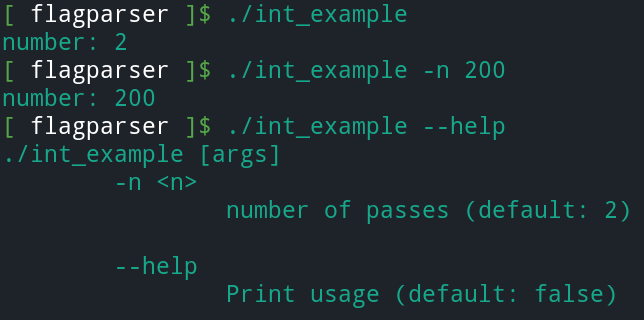 [ flagparser ]$ ./int_example
number: 2
[ flagparser ]$ ./int_example -n 200
number: 200
[ flagparser ]$ ./int_example --help
./int_example [args]
        -n <n>
                number of passes (default: 2)

        --help
                Print usage (default: false)